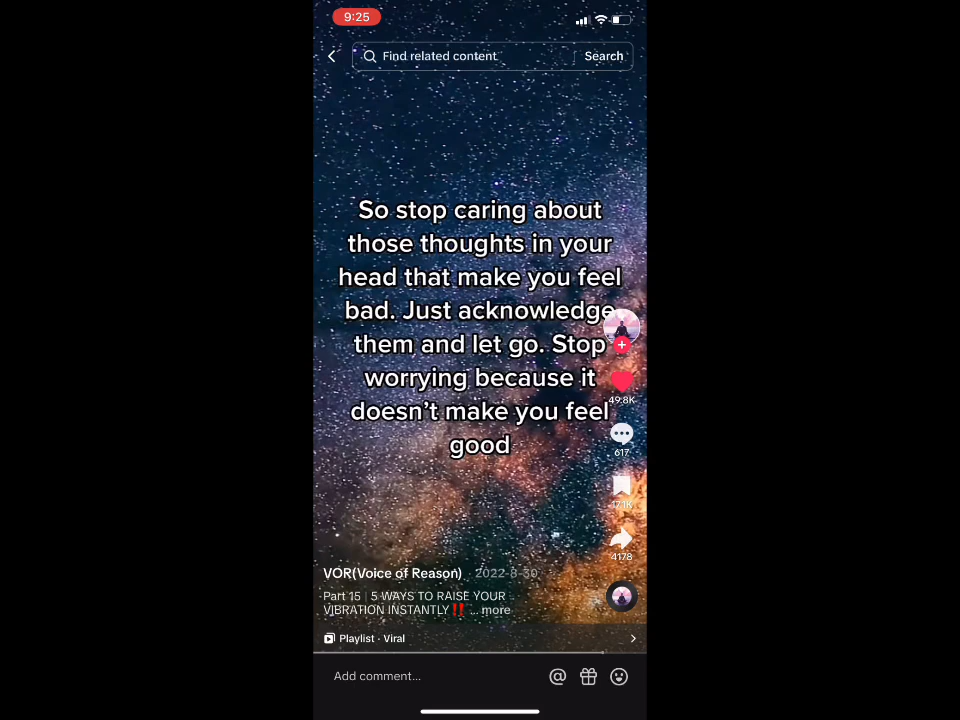 9:25
Find related content
Search
So stop caring about
those thoughts in your
head that make you feel
bad. Just acknowledge
them and let go. Stop
worrying because it
doesn't make you feel
good
49.8K
617
17.1K
4178
VOR(Voice of Reason) · 2022-8-30
Part 15 | 5 WAYS TO RAISE YOUR
VIBRATION INSTANTLY‼️ ... more
Playlist · Viral
Add comment...